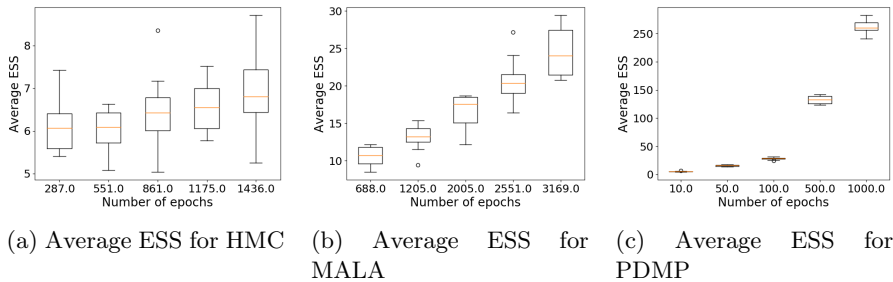 Average ESS
8
7
6
5
287.0 551.0 861.0 1175.0 1436.0
Number of epochs
(a) Average ESS for HMC
Average ESS
30
25
20
15
10
688.0 1205.0 2005.0 2551.0 3169.0
Number of epochs
(b) Average ESS for
MALA
Average ESS
250
200
150
100
50
0
10.0 50.0 100.0 500.0 1000.0
Number of epochs
(c) Average ESS for
PDMP